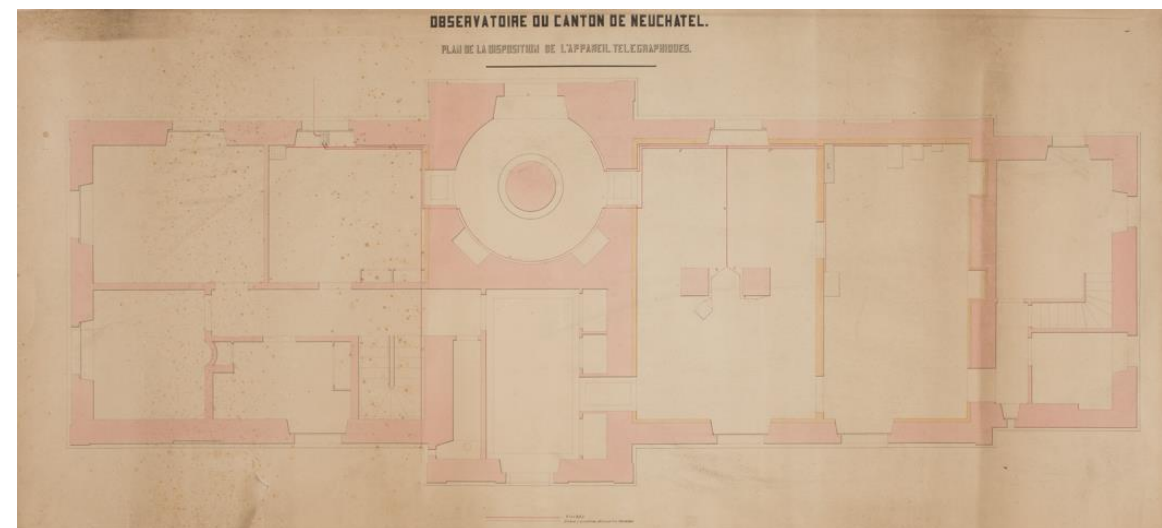 OBSERVATOIRE DU CANTON DE NEUCHATEL.
PLAN DE LA DISPOSITION DE L'APPAREIL TELEGRAPHIQUES.